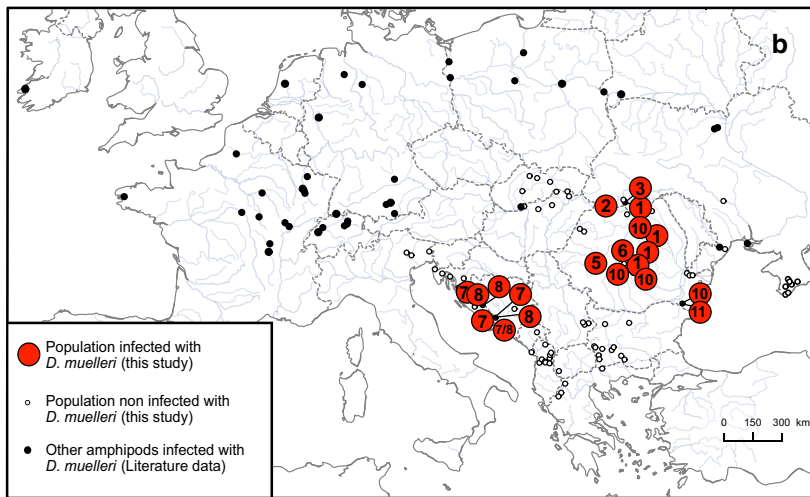 b
3
2
1
10
1
6
1
5
1
10
10
7
8
8
7
10
7
8
11
7/8
Population infected with
D. muelleri (this study)
Population non infected with
D. muelleri (this study)
Other amphipods infected with
D. muelleri (Literature data)
0 150 300 km